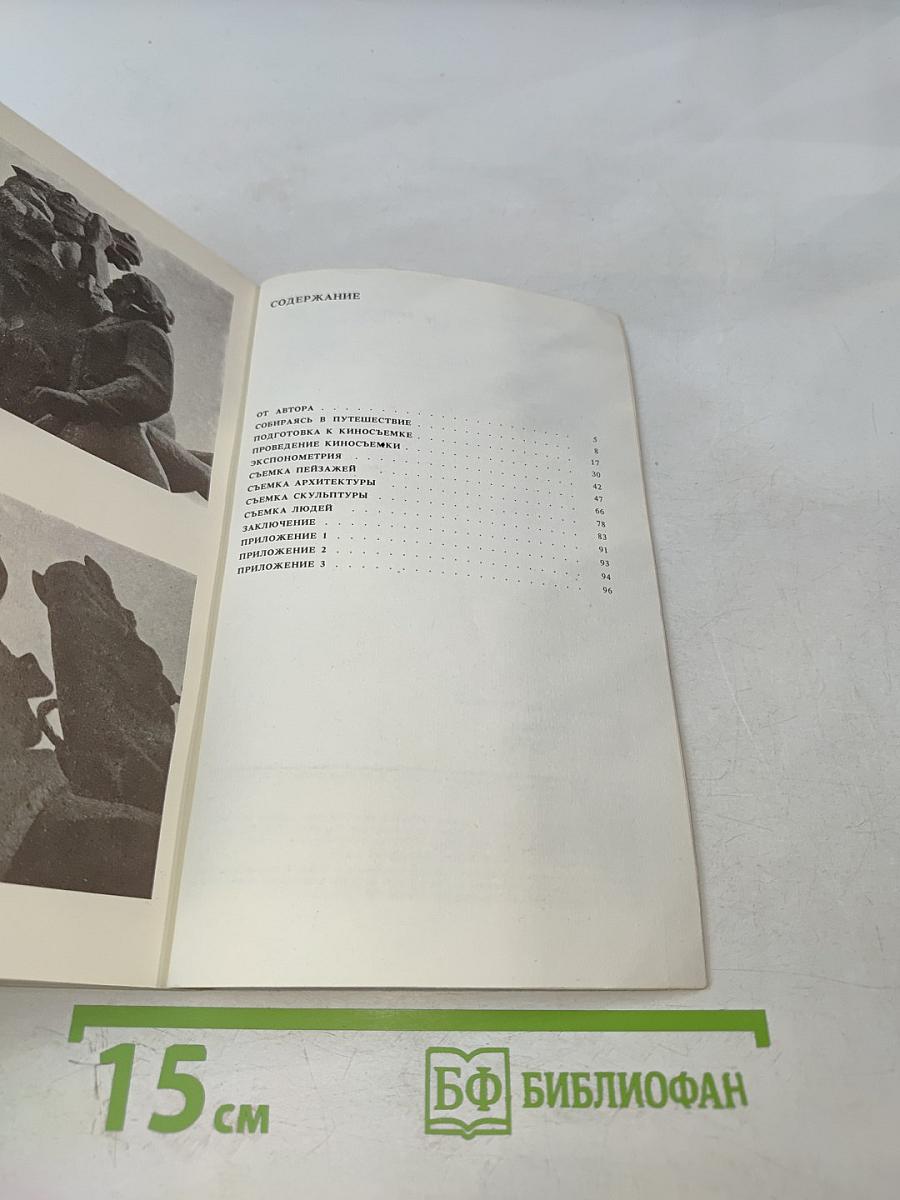 СОДЕРЖАНИЕ
ОТ АВТОРА . . . 5
СОБИРАЯСЬ В ПУТЕШЕСТВИЕ . . . 8
ПОДГОТОВКА К КИНОСЪЕМКЕ . . . 17
ПРОВЕДЕНИЕ КИНОСЪЕМКИ . . . 30
ЭКСПОНОМЕТРИЯ . . . 42
СЪЕМКА ПЕЙЗАЖЕЙ . . . 47
СЪЕМКА АРХИТЕКТУРЫ . . . 66
СЪЕМКА СКУЛЬПТУРЫ . . . 78
СЪЕМКА ЛЮДЕЙ . . . 83
ЗАКЛЮЧЕНИЕ . . . 91
ПРИЛОЖЕНИЕ 1 . . . 93
ПРИЛОЖЕНИЕ 2 . . . 94
ПРИЛОЖЕНИЕ 3 . . . 96
15 см
БФ БИБЛИОФАН